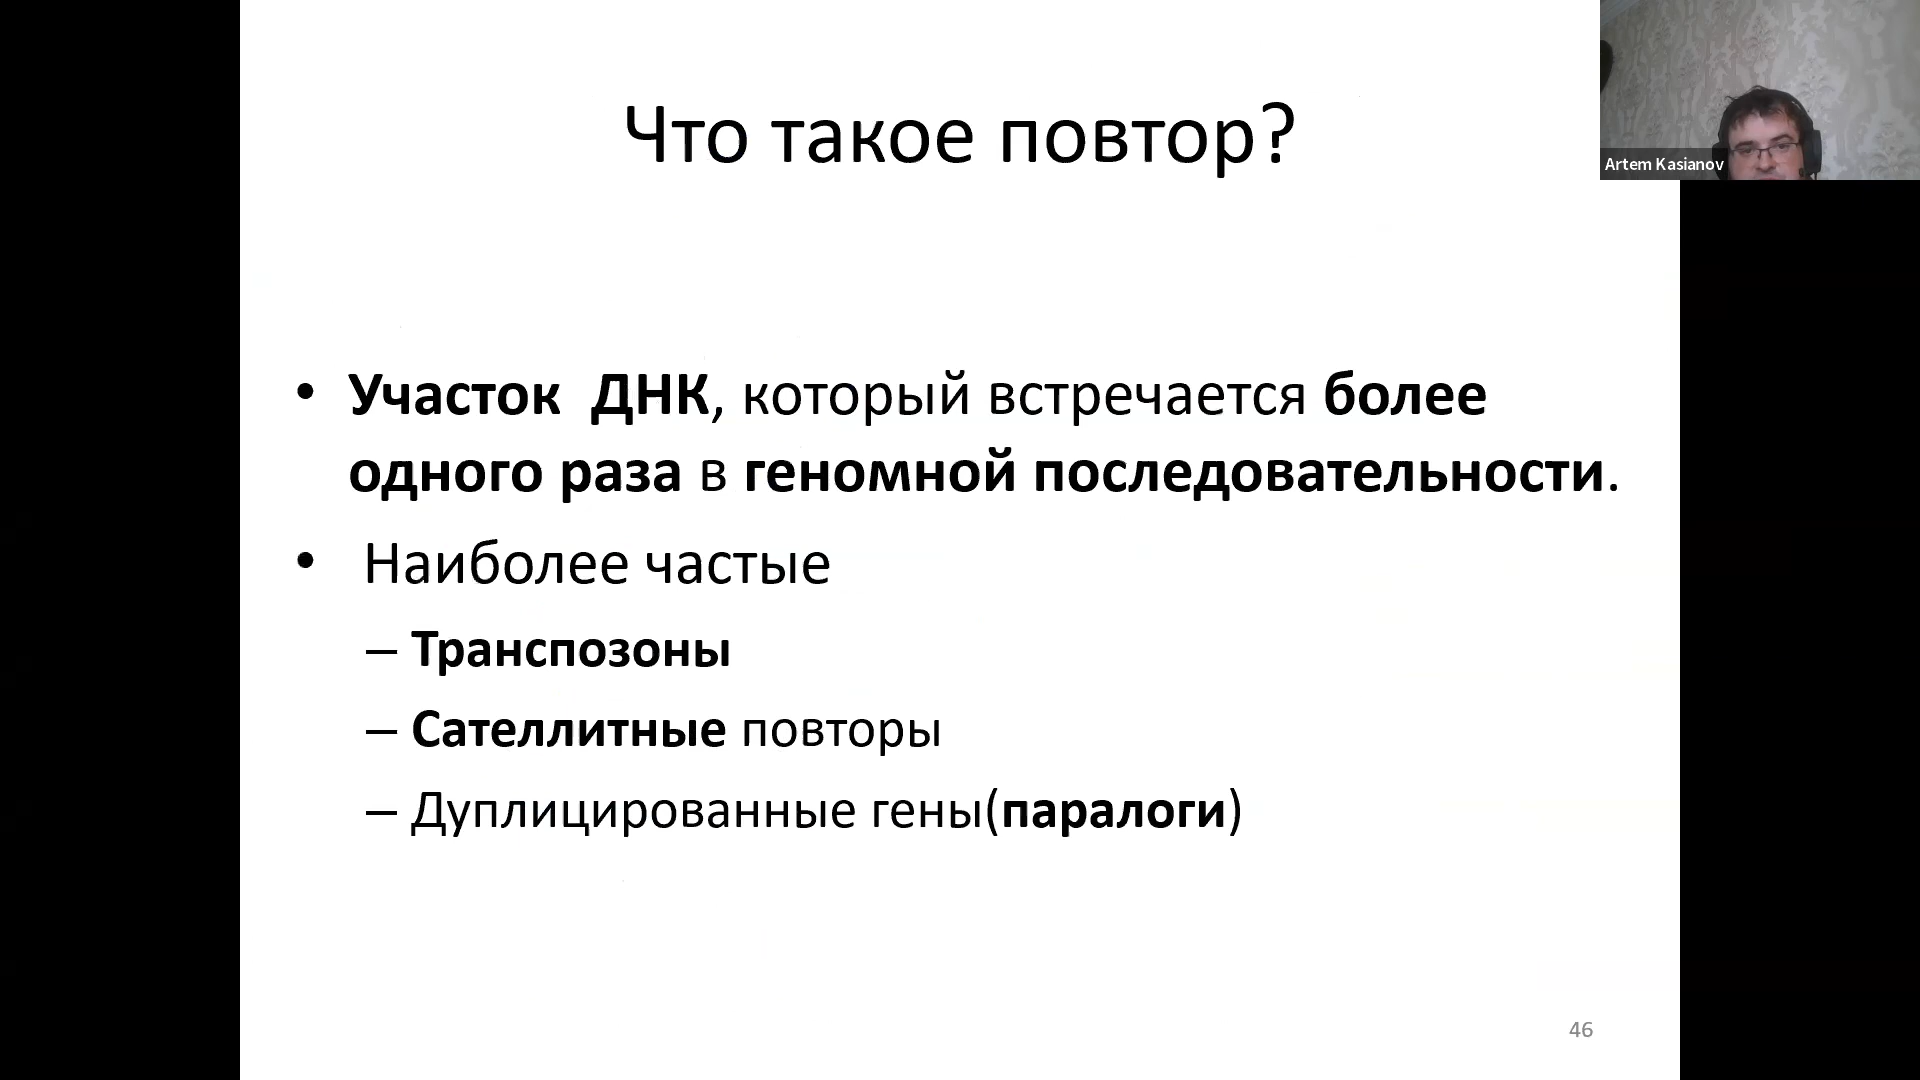 Что такое повтор?
Artem Kasianov
• Участок ДНК, который встречается более
одного раза в геномной последовательности.
• Наиболее частые
– Транспозоны
– Сателлитные повторы
– Дуплицированные гены(паралоги)
46